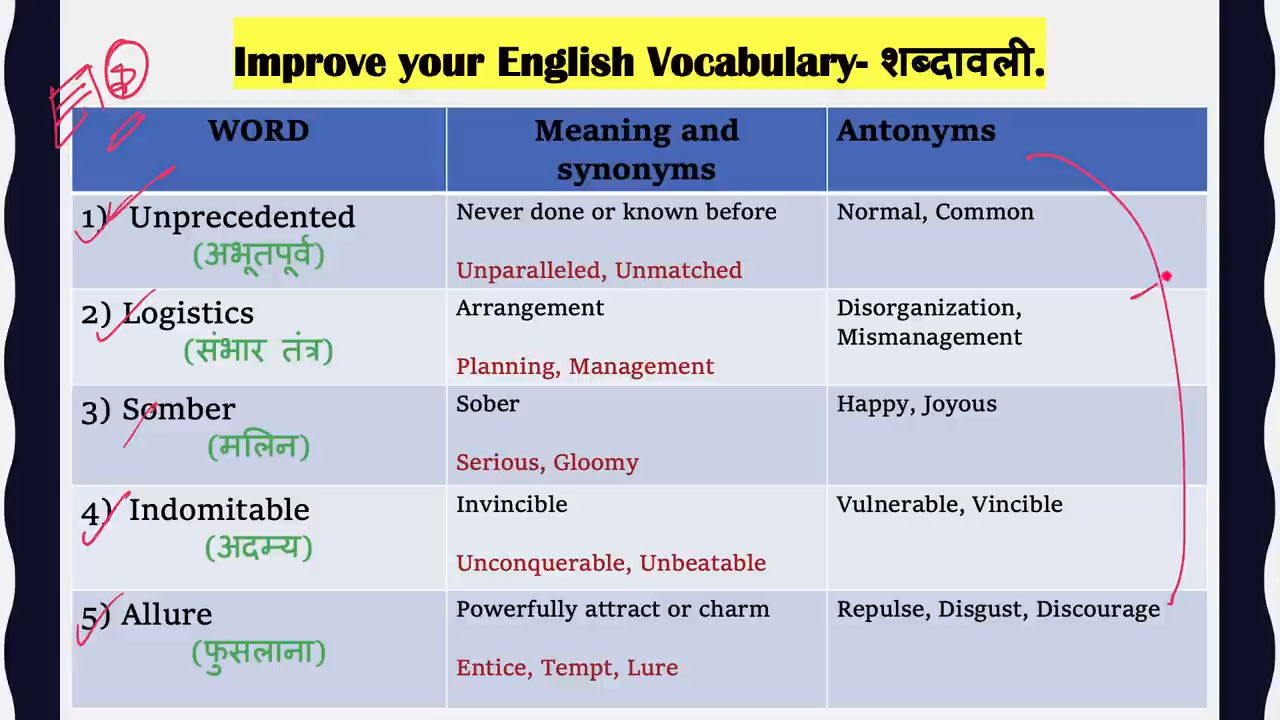 Improve your English Vocabulary- शब्दावली.
WORD
Meaning and
synonyms
Antonyms
1) Unprecedented
(अभूतपूर्व)
Never done or known before
Unparalleled, Unmatched
Normal, Common
2) Logistics
(संभार तंत्र)
Arrangement
Planning, Management
Disorganization,
Mismanagement
3) Somber
(मलिन)
Sober
Serious, Gloomy
Happy, Joyous
4) Indomitable
(अदम्य)
Invincible
Unconquerable, Unbeatable
Vulnerable, Vincible
5) Allure
(फुसलाना)
Powerfully attract or charm
Entice, Tempt, Lure
Repulse, Disgust, Discourage